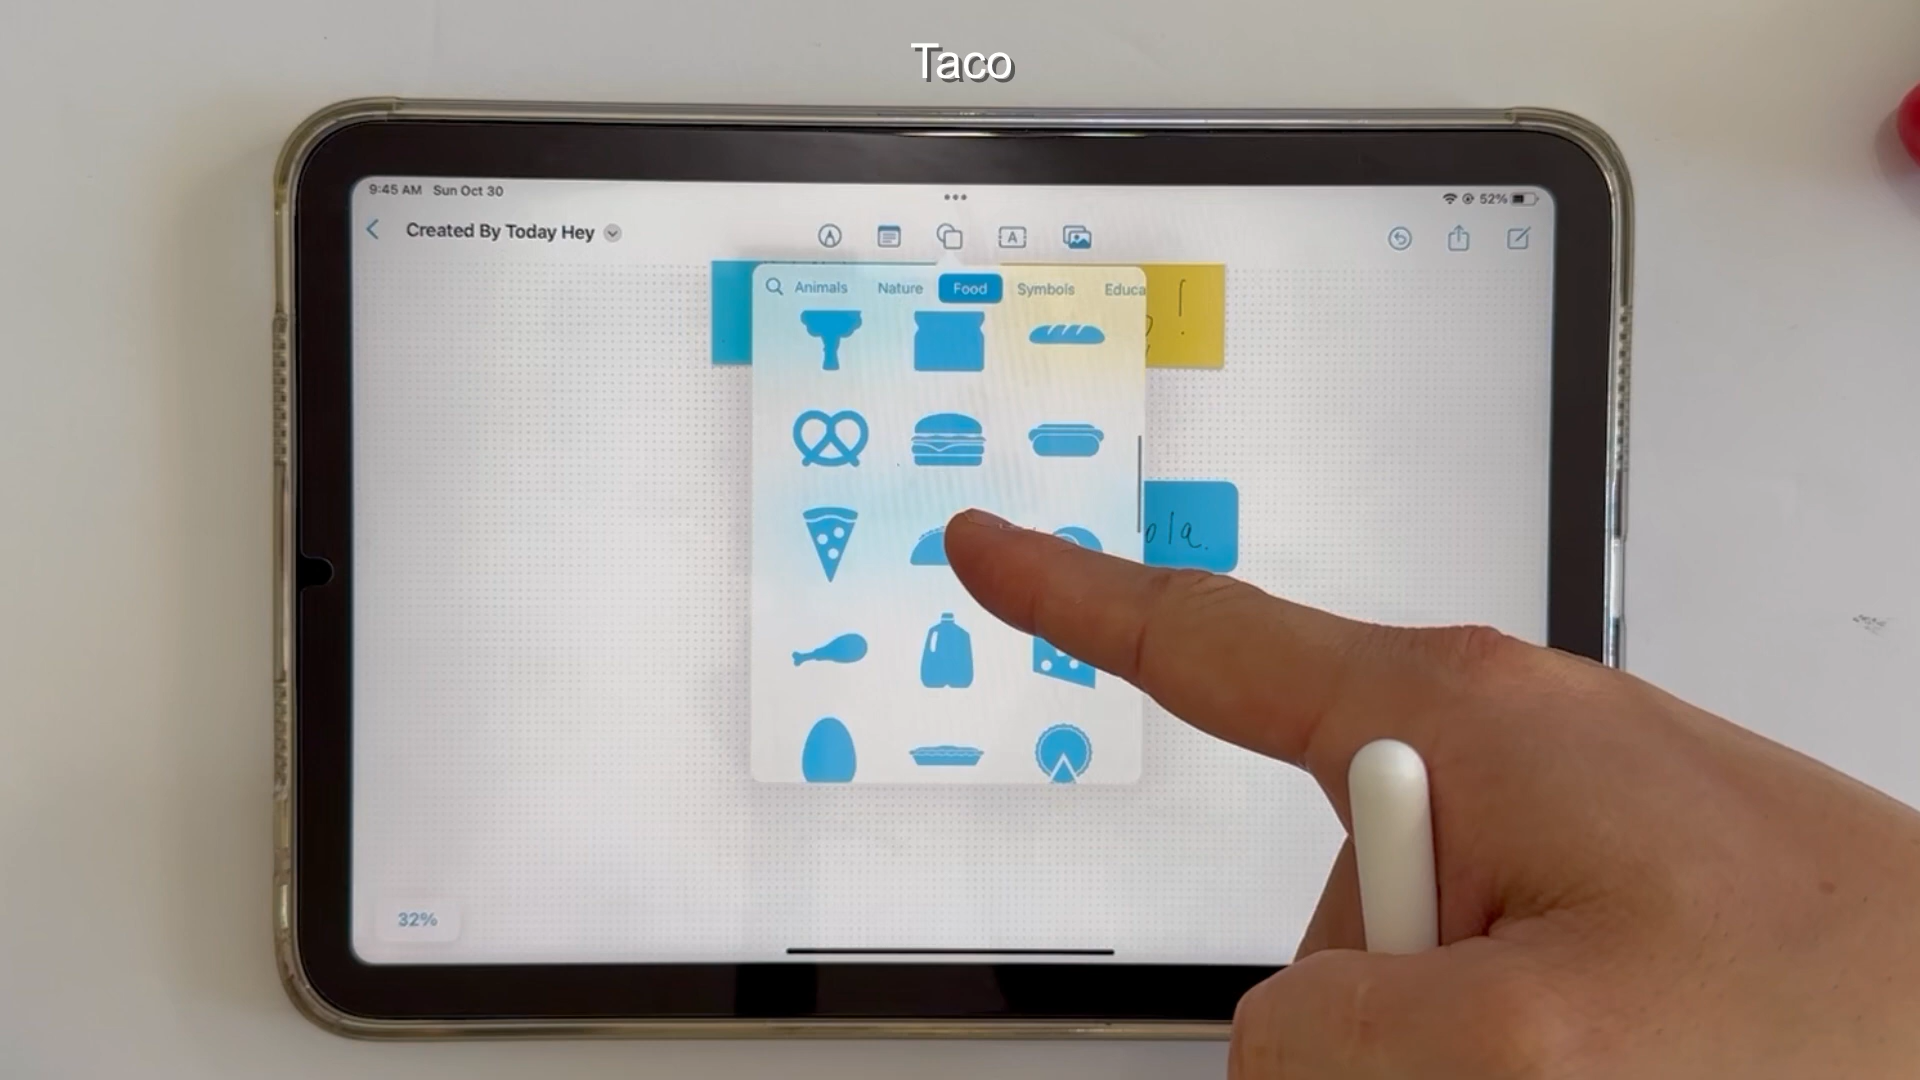 Taco
9:45 AM Sun Oct 30
52%
Created By Today Hey
A
Animals Nature Food Symbols Educa
!
ola.
32%